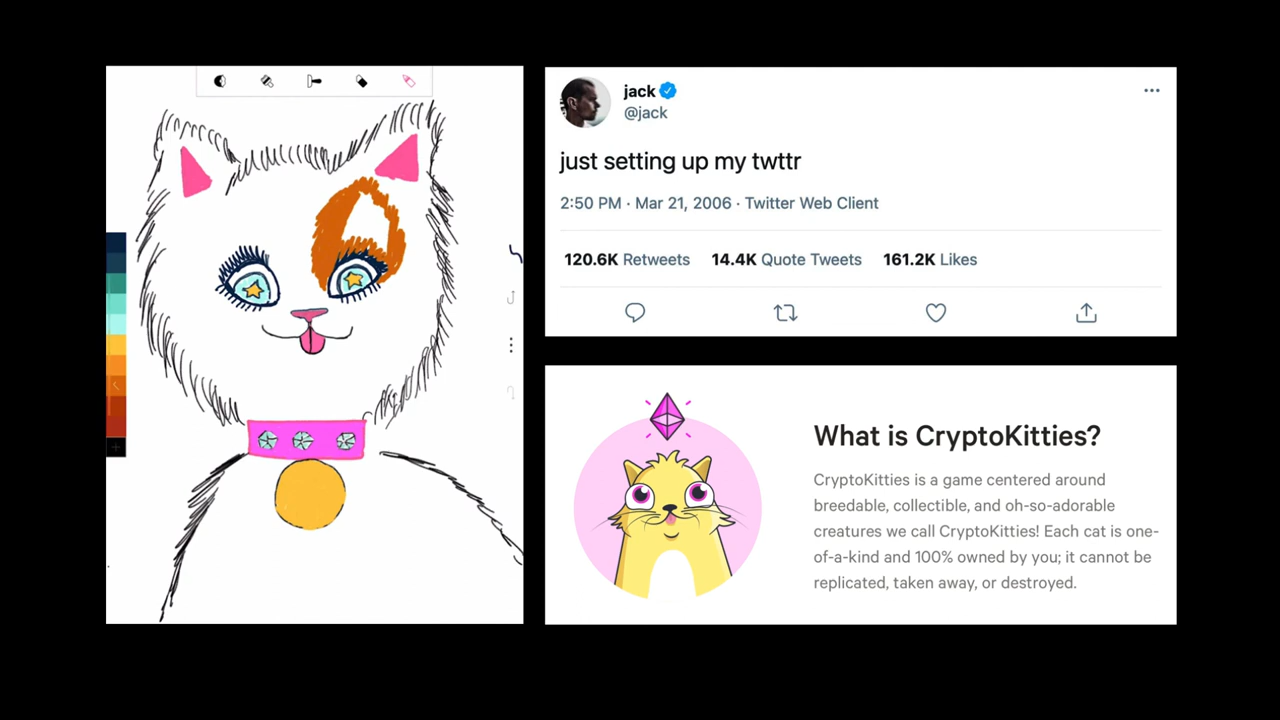 jack
@jack
just setting up my twttr
2:50 PM · Mar 21, 2006 · Twitter Web Client
120.6K Retweets 14.4K Quote Tweets 161.2K Likes
What is CryptoKitties?
CryptoKitties is a game centered around
breedable, collectible, and oh-so-adorable
creatures we call CryptoKitties! Each cat is one-
of-a-kind and 100% owned by you; it cannot be
replicated, taken away, or destroyed.